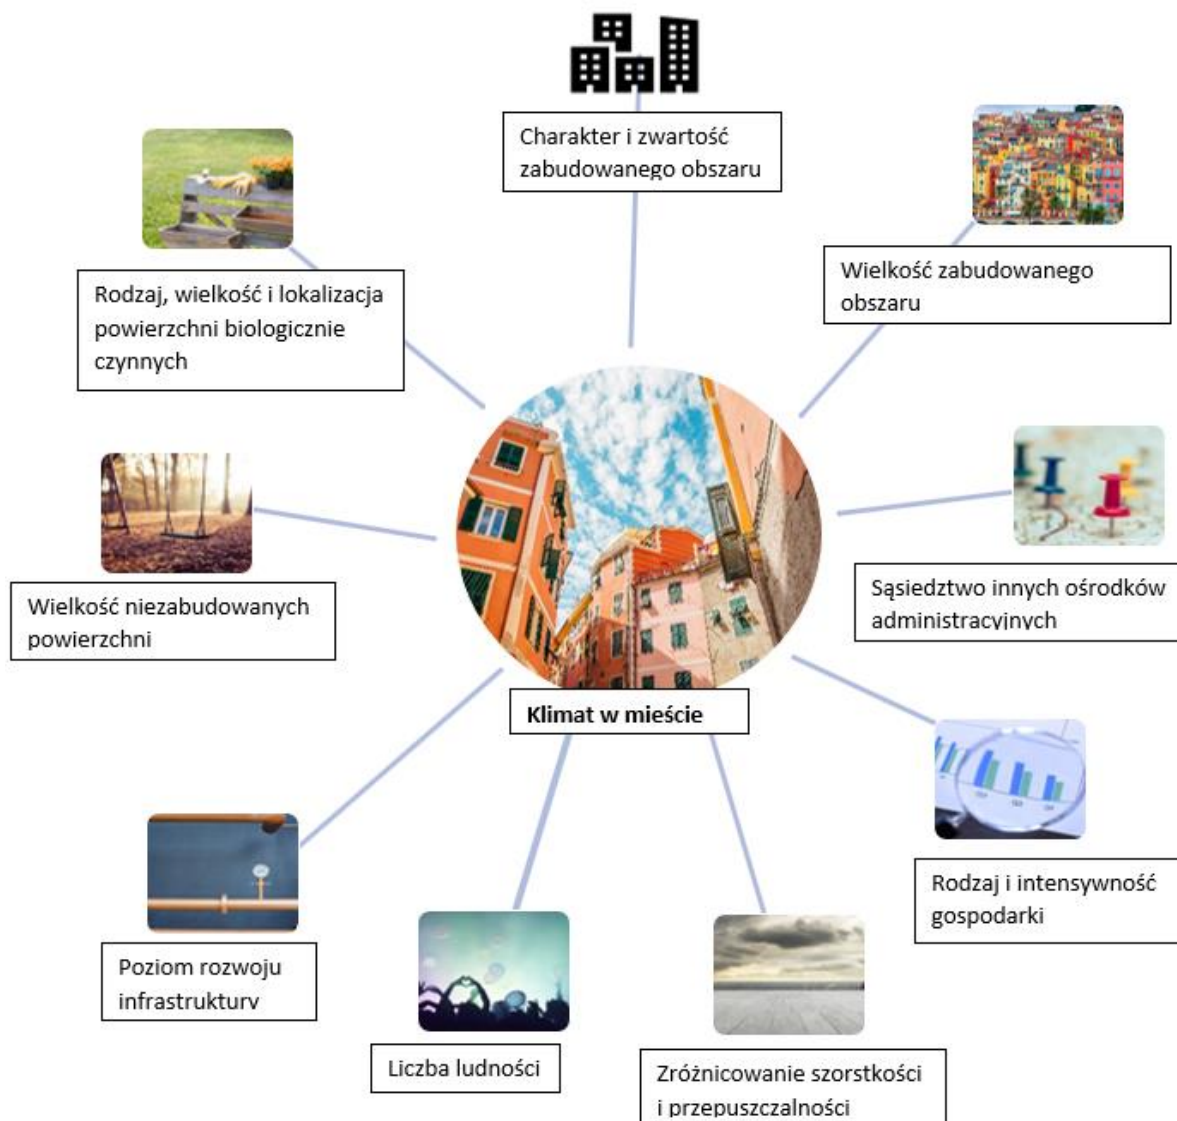 Charakter i zwartość
zabudowanego obszaru
Wielkość zabudowanego
obszaru
Rodzaj, wielkość i lokalizacja
powierzchni biologicznie
czynnych
Sąsiedztwo innych ośrodków
administracyjnych
Wielkość niezabudowanych
powierzchni
Klimat w mieście
Rodzaj i intensywność
gospodarki
Poziom rozwoju
infrastruktury
Liczba ludności
Zróżnicowanie szorstkości
i przepuszczalności